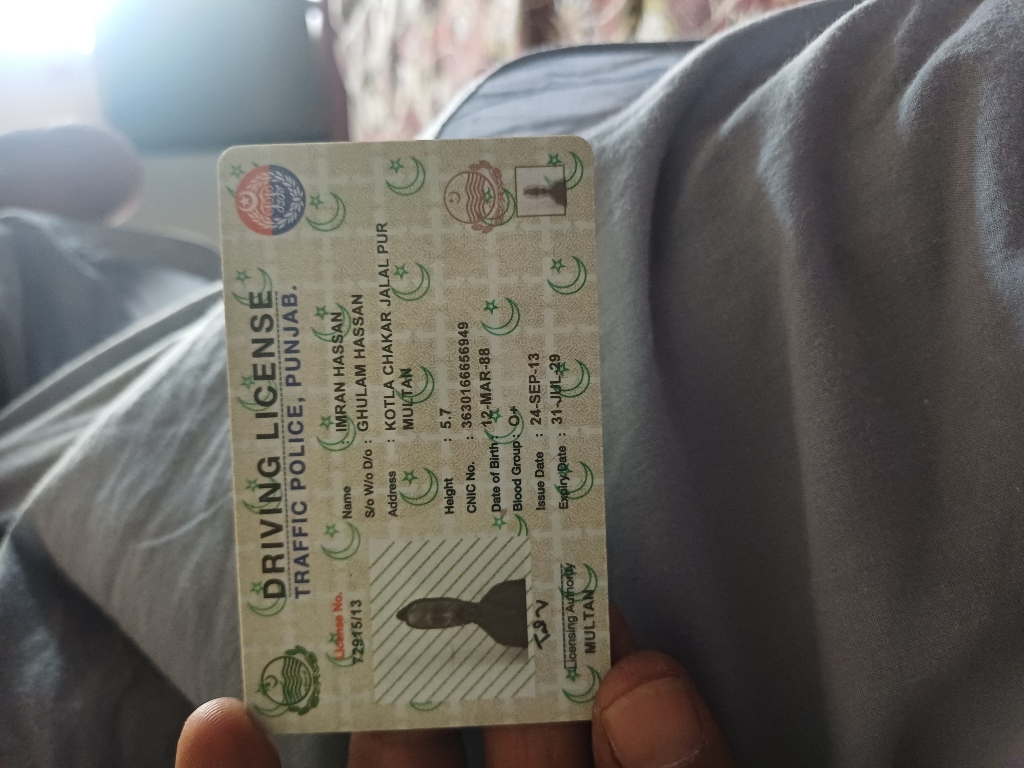 DRIVING LICENSE
TRAFFIC POLICE, PUNJAB.
License No.
72915/13
Name : IMRAN HASSAN
S/o W/o D/o : GHULAM HASSAN
Address : KOTLA CHAKAR JALAL PUR
MULTAN
Height : 5.7
CNIC No. : 3630166656949
Date of Birth : 12-MAR-88
Blood Group : O+
Issue Date : 24-SEP-13
Expiry Date : 31-JUL-29
Licensing Authority
MULTAN